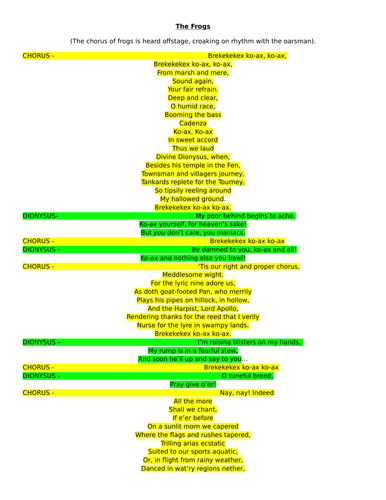 The Frogs
(The chorus of frogs is heard offstage, croaking on rhythm with the oarsman).
CHORUS - Brekekekex ko-ax, ko-ax,
Brekekekex ko-ax, ko-ax,
From marsh and mere,
Sound again,
Your fair refrain.
Deep and clear,
O humid race,
Booming the bass
Cadenza
Ko-ax, Ko-ax
In sweet accord
Thus we laud
Divine Dionysus, when,
Besides his temple in the Fen,
Townsman and villagers journey,
Tankards replete for the Tourney,
So tipsily reeling around
My hallowed ground.
Brekekekex ko-ax ko-ax.
DIONYSUS- My poor behind begins to ache.
Ko-ax yourself, for heaven's sake!
But you don't care, you maniacs.
CHORUS - Brekekekex ko-ax ko-ax
DIONYSUS - Be damned to you, ko-ax and all!
Ko-ax and nothing else you bawl!
CHORUS - 'Tis our right and proper chorus,
Meddlesome wight.
For the lyric nine adore us,
As doth goat-footed Pan, who merrily
Plays his pipes on hillock, in hollow,
And the Harpist, Lord Apollo,
Rendering thanks for the reed that I verily
Nurse for the lyre in swampy lands.
Brekekekex ko-ax ko-ax.
DIONYSUS - I'm raising blisters on my hands,
My rump is in a fearful stew,
And soon he'll up and say to you...
CHORUS - Brekekekex ko-ax ko-ax
DIONYSUS - O tuneful breed,
Pray give o'er!
CHORUS - Nay, nay! Indeed
All the more
Shall we chant,
If e'er before
On a sunlit morn we capered
Where the flags and rushes tapered,
Trilling arias ecstatic
Suited to our sports aquatic,
Or, in flight from rainy weather,
Danced in wat'ry regions nether,